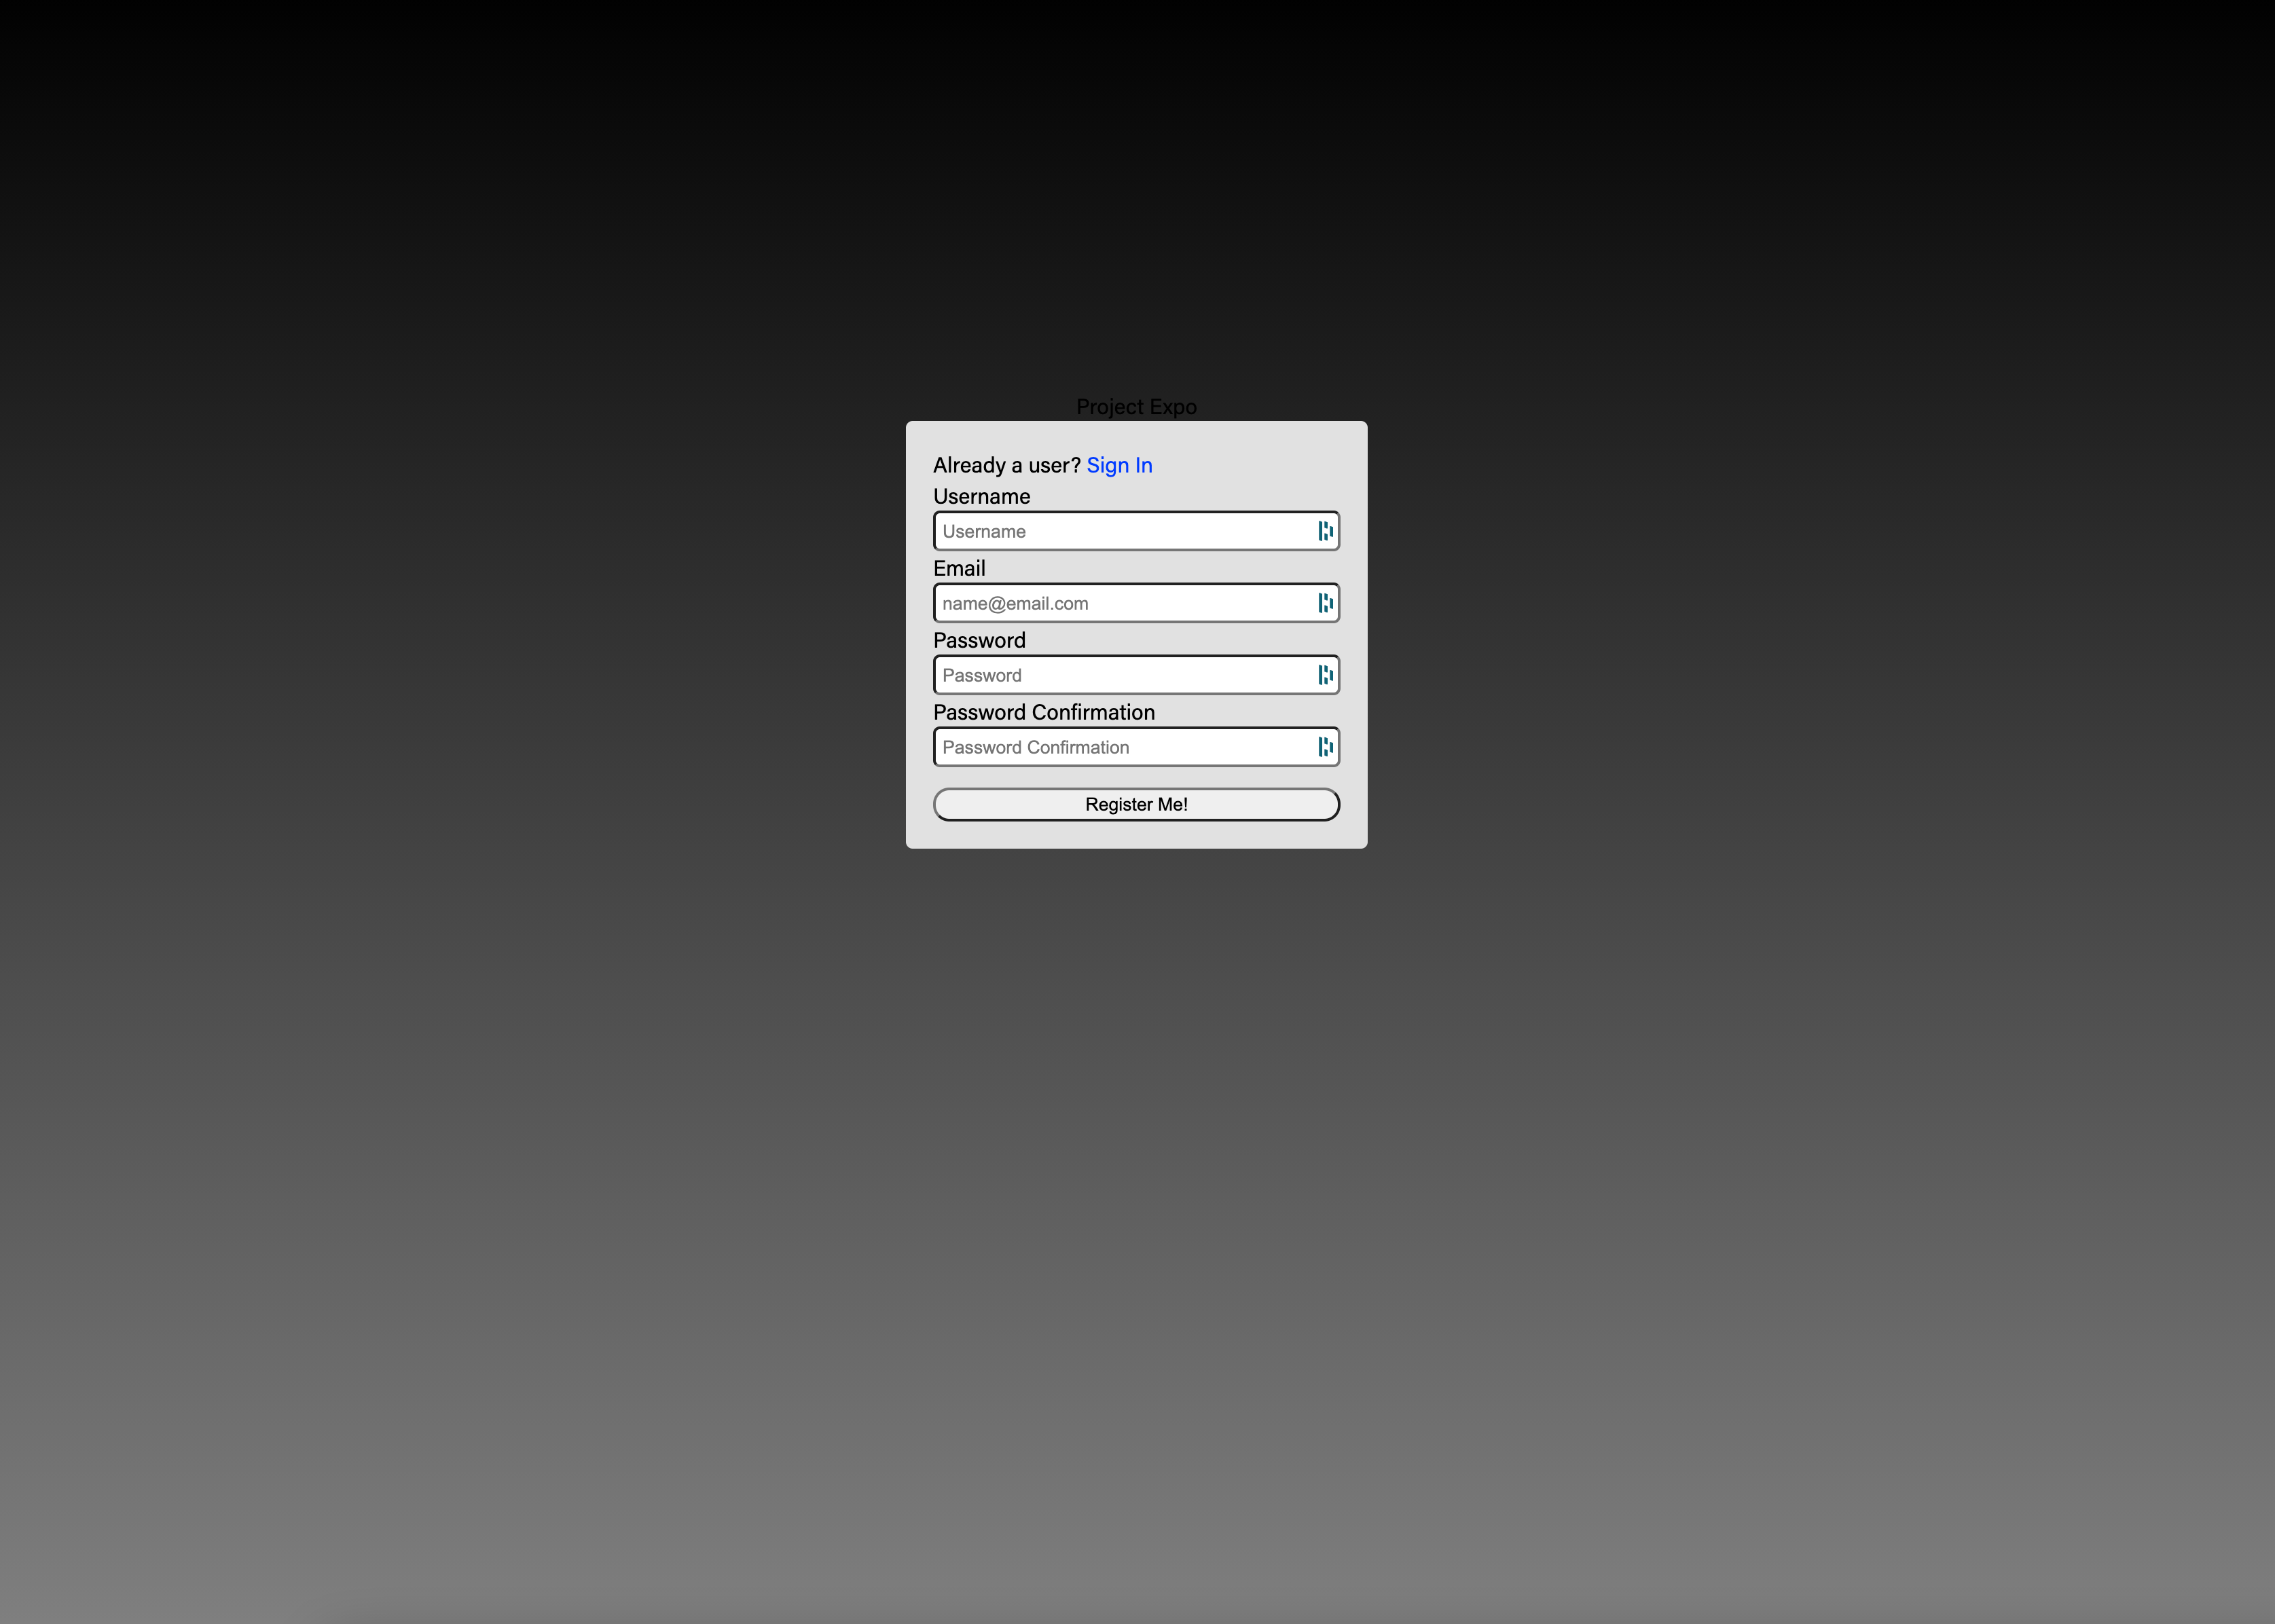 Project Expo
Already a user? Sign In
Username
Username
Email
name@email.com
Password
Password
Password Confirmation
Password Confirmation
Register Me!